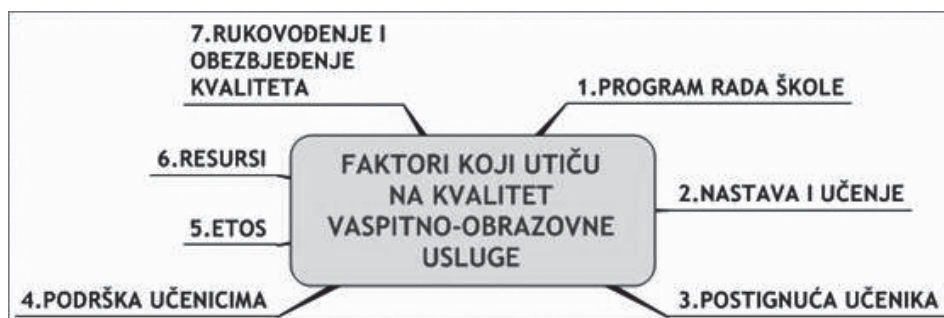 7.RUKOVOĐENJE I
OBEZBJEĐENJE
KVALITETA
1.PROGRAM RADA ŠKOLE
6.RESURSI
FAKTORI KOJI UTIČU
NA KVALITET
VASPITNO-OBRAZOVNE
USLUGE
2.NASTAVA I UČENJE
5.ETOS
4.PODRŠKA UČENICIMA
3.POSTIGNUĆA UČENIKA